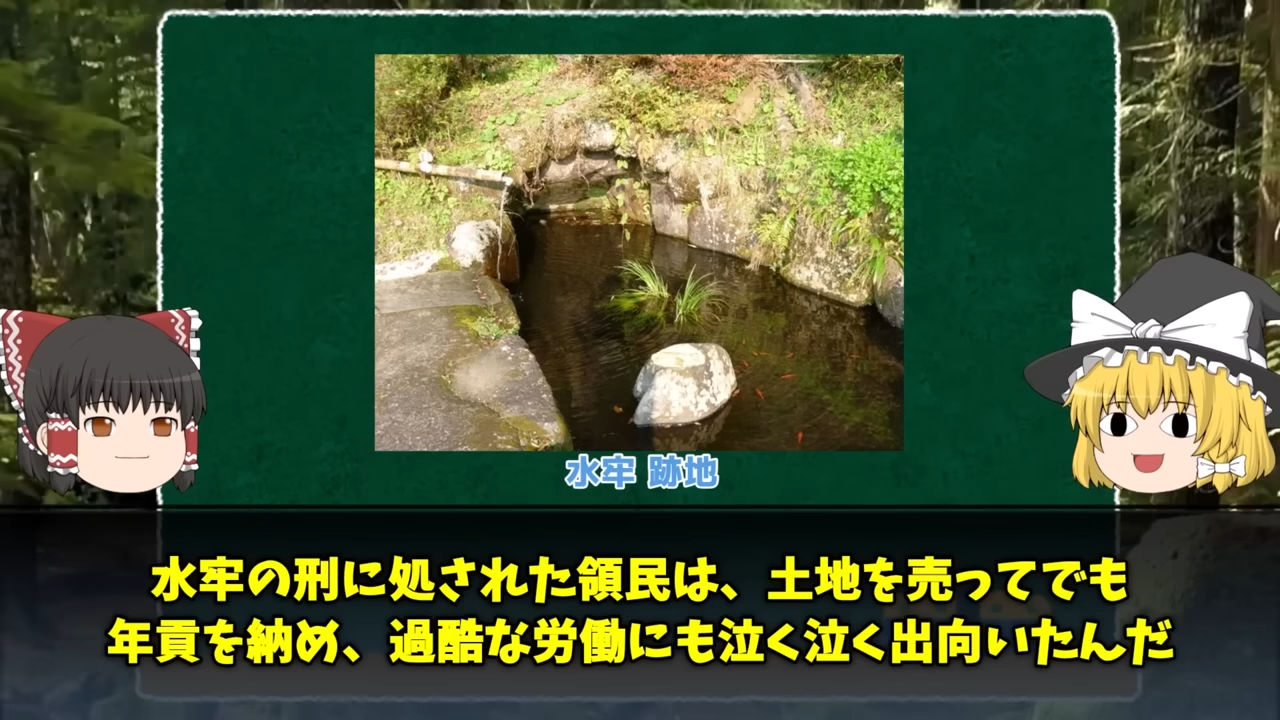 水牢 跡地
水牢の刑に処された領民は、土地を売ってでも
年貢を納め、過酷な労働にも泣く泣く出向いたんだ